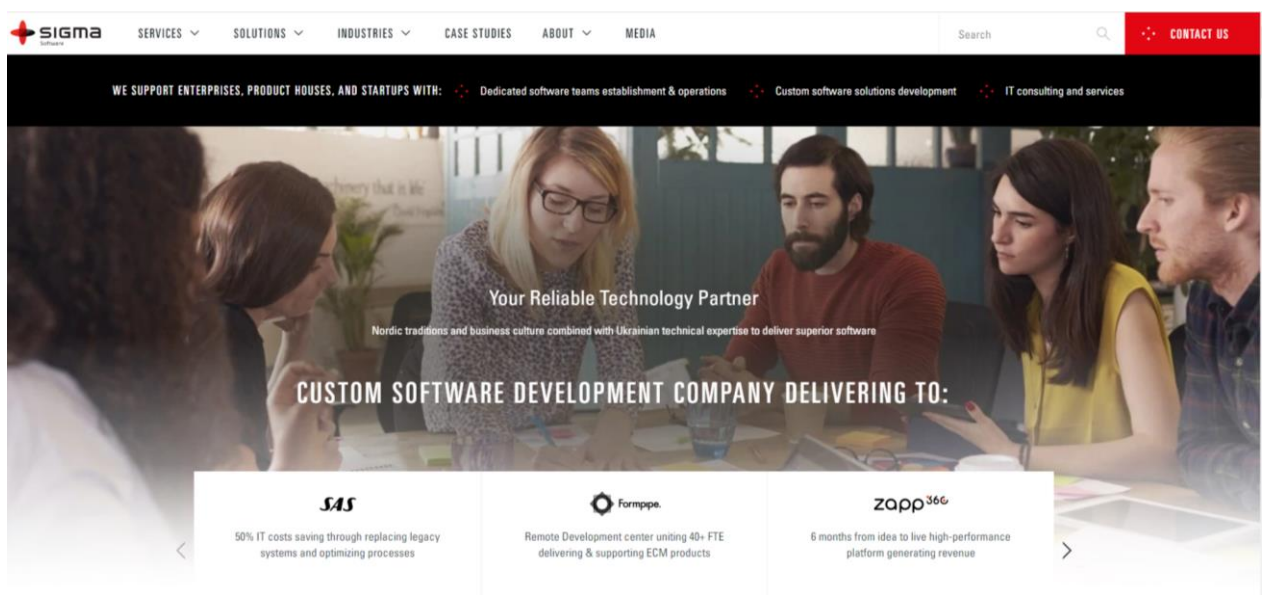 SIGMA
Software
SERVICES
SOLUTIONS
INDUSTRIES
CASE STUDIES
ABOUT
MEDIA
Search
CONTACT US
WE SUPPORT ENTERPRISES, PRODUCT HOUSES, AND STARTUPS WITH:
Dedicated software teams establishment & operations
Custom software solutions development
IT consulting and services
that is
Your Reliable Technology Partner
Nordic traditions and business culture combined with Ukrainian technical expertise to deliver superior software
CUSTOM SOFTWARE DEVELOPMENT COMPANY DELIVERING TO:
SAS
50% IT costs saving through replacing legacy
systems and optimizing processes
Formpipe.
Remote Development center uniting 40+ FTE
delivering & supporting ECM products
zapp360
6 months from idea to live high-performance
platform generating revenue